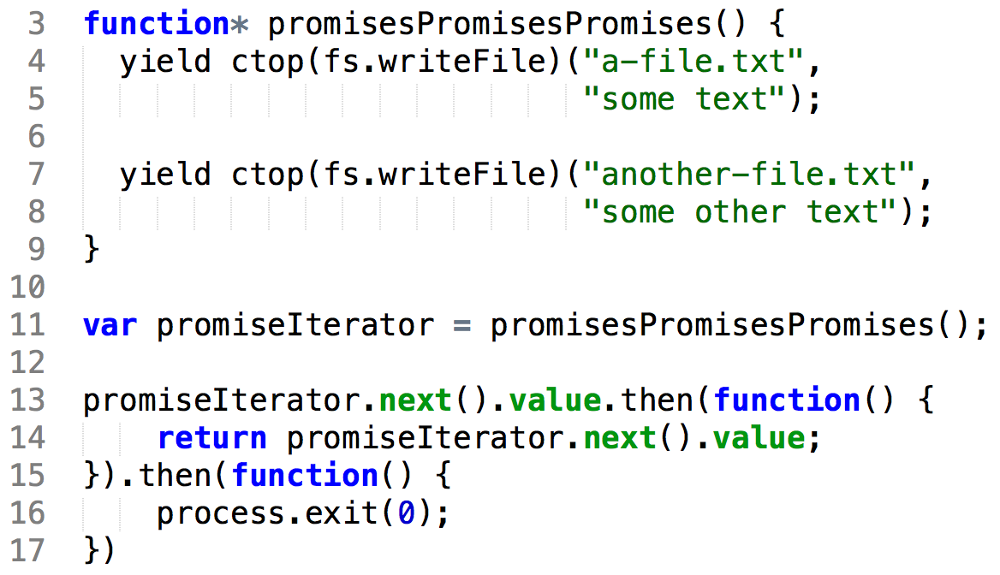 3 function* promisesPromisesPromises() {
4   yield ctop(fs.writeFile)("a-file.txt",
5                            "some text");
6
7   yield ctop(fs.writeFile)("another-file.txt",
8                            "some other text");
9 }
10
11 var promiseIterator = promisesPromisesPromises();
12
13 promiseIterator.next().value.then(function() {
14     return promiseIterator.next().value;
15 }).then(function() {
16     process.exit(0);
17 })